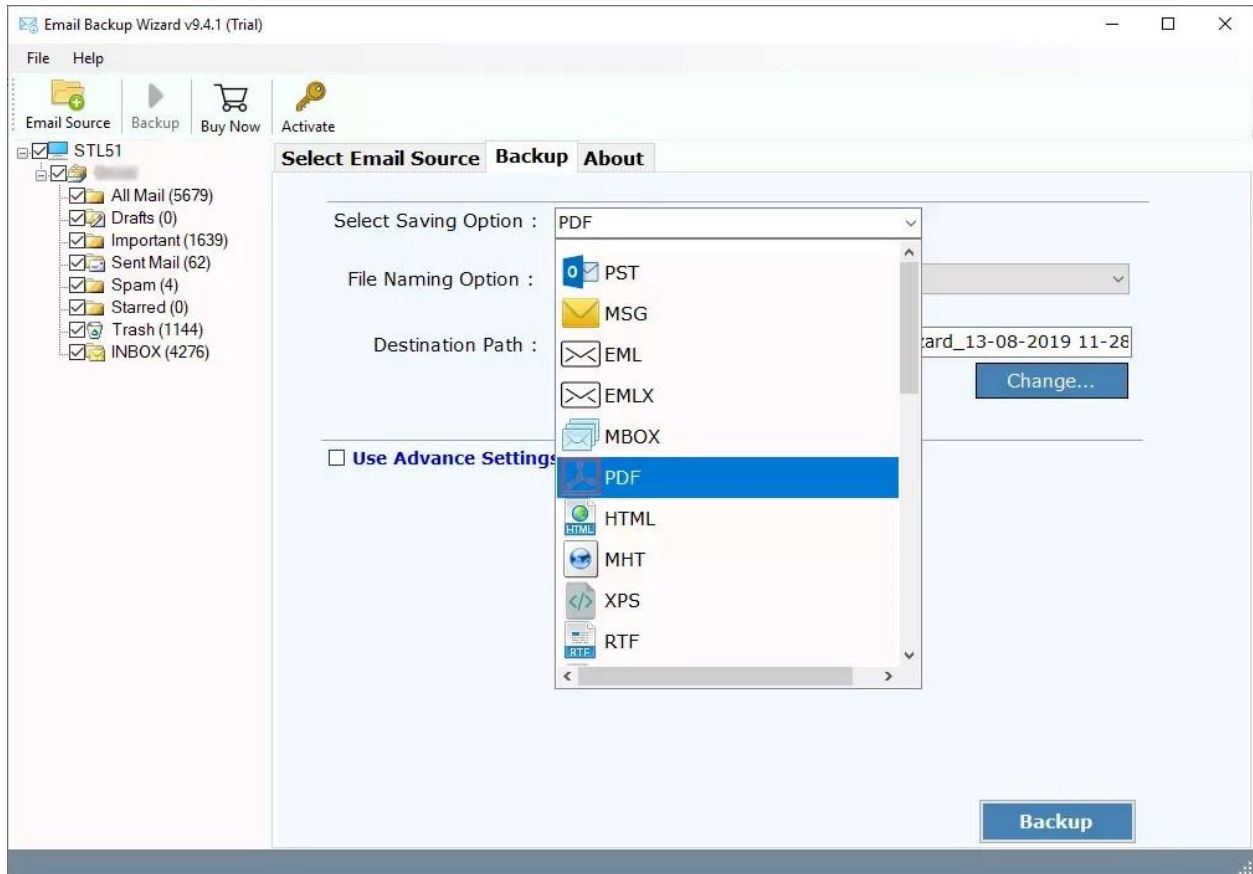 Email Backup Wizard v9.4.1 (Trial)
File Help
Email Source Backup Buy Now Activate
STL51
All Mail (5679)
Drafts (0)
Important (1639)
Sent Mail (62)
Spam (4)
Starred (0)
Trash (1144)
INBOX (4276)
Select Email Source Backup About
Select Saving Option : PDF
File Naming Option :
Destination Path : ard_13-08-2019 11-28
Change...
Use Advance Settings
PST
MSG
EML
EMLX
MBOX
PDF
HTML
HTML
MHT
XPS
RTF
RTF
Backup